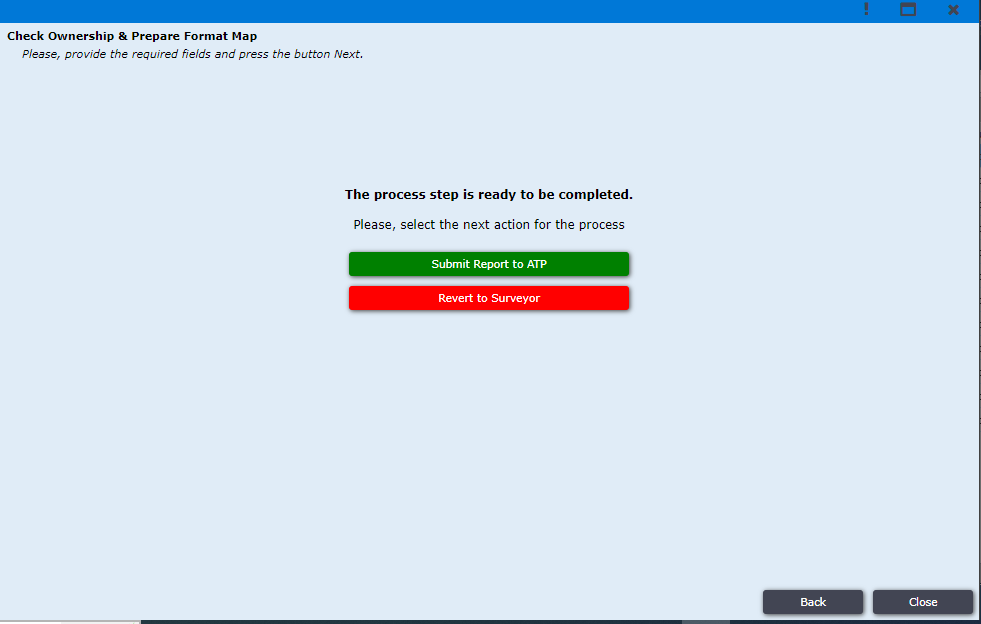 Check Ownership & Prepare Format Map
Please, provide the required fields and press the button Next.
The process step is ready to be completed.
Please, select the next action for the process
Submit Report to ATP
Revert to Surveyor
Back
Close